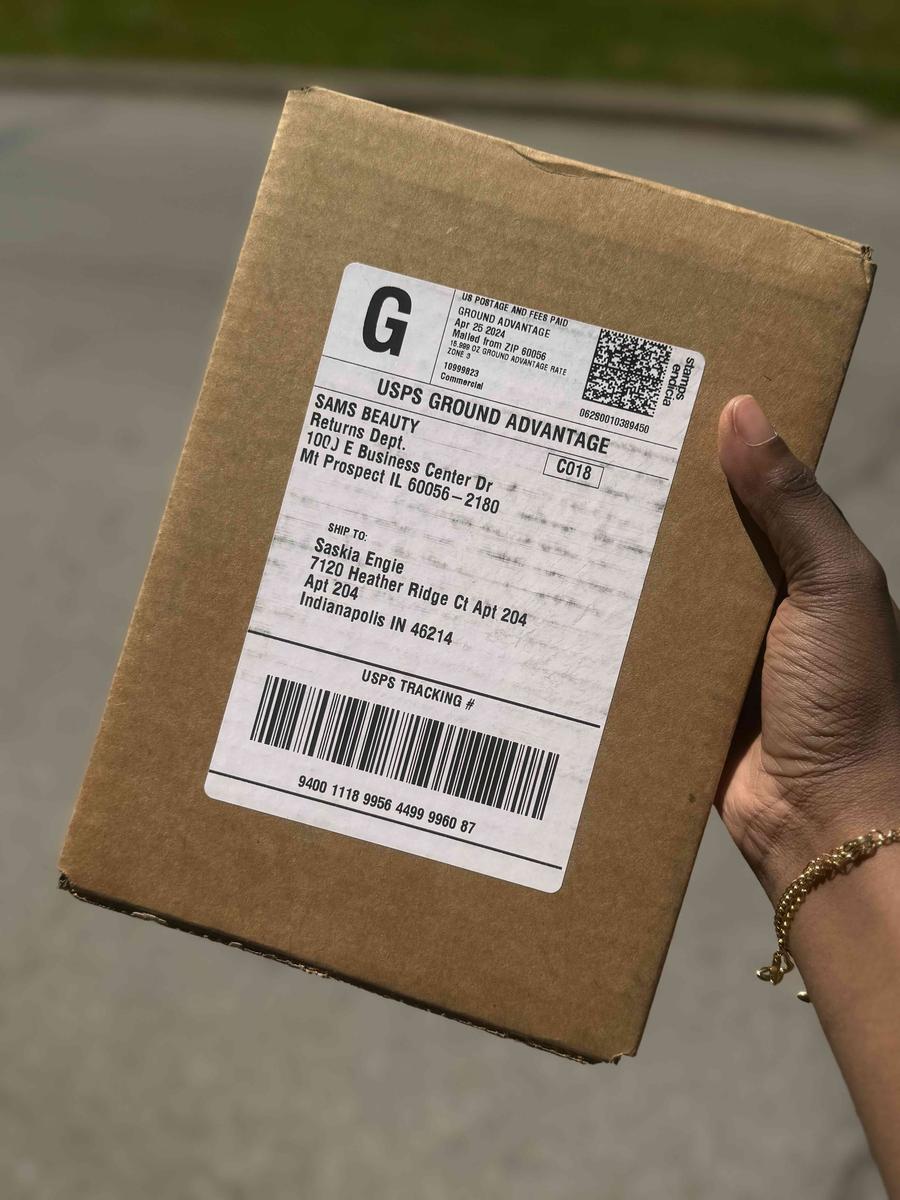 G
US POSTAGE AND FEES PAID
GROUND ADVANTAGE
Apr 25 2024
Mailed from ZIP 60056
15.999 OZ GROUND ADVANTAGE RATE
ZONE 3
10999823
Commercial
stamps
endicia
062S0010389450
USPS GROUND ADVANTAGE
SAMS BEAUTY
Returns Dept.
C018
E Business Center Dr
Mt Prospect IL 60056-2180
SHIP TO:
Saskia Engie
7120 Heather Ridge Ct Apt 204
Apt 204
Indianapolis IN 46214
USPS TRACKING #
9400 1118 9956 4499 9960 87